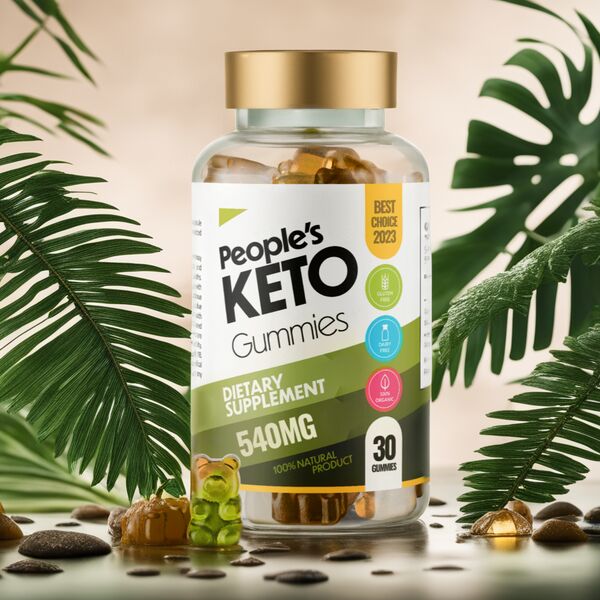 People's
KETO
Gummies
DIETARY
SUPPLEMENT
540MG
100% NATURAL
PRODUCT
BEST
CHOICE
2023
GLUTEN
FREE
DAIRY
FREE
100%
ORGANIC
30
GUMMIES